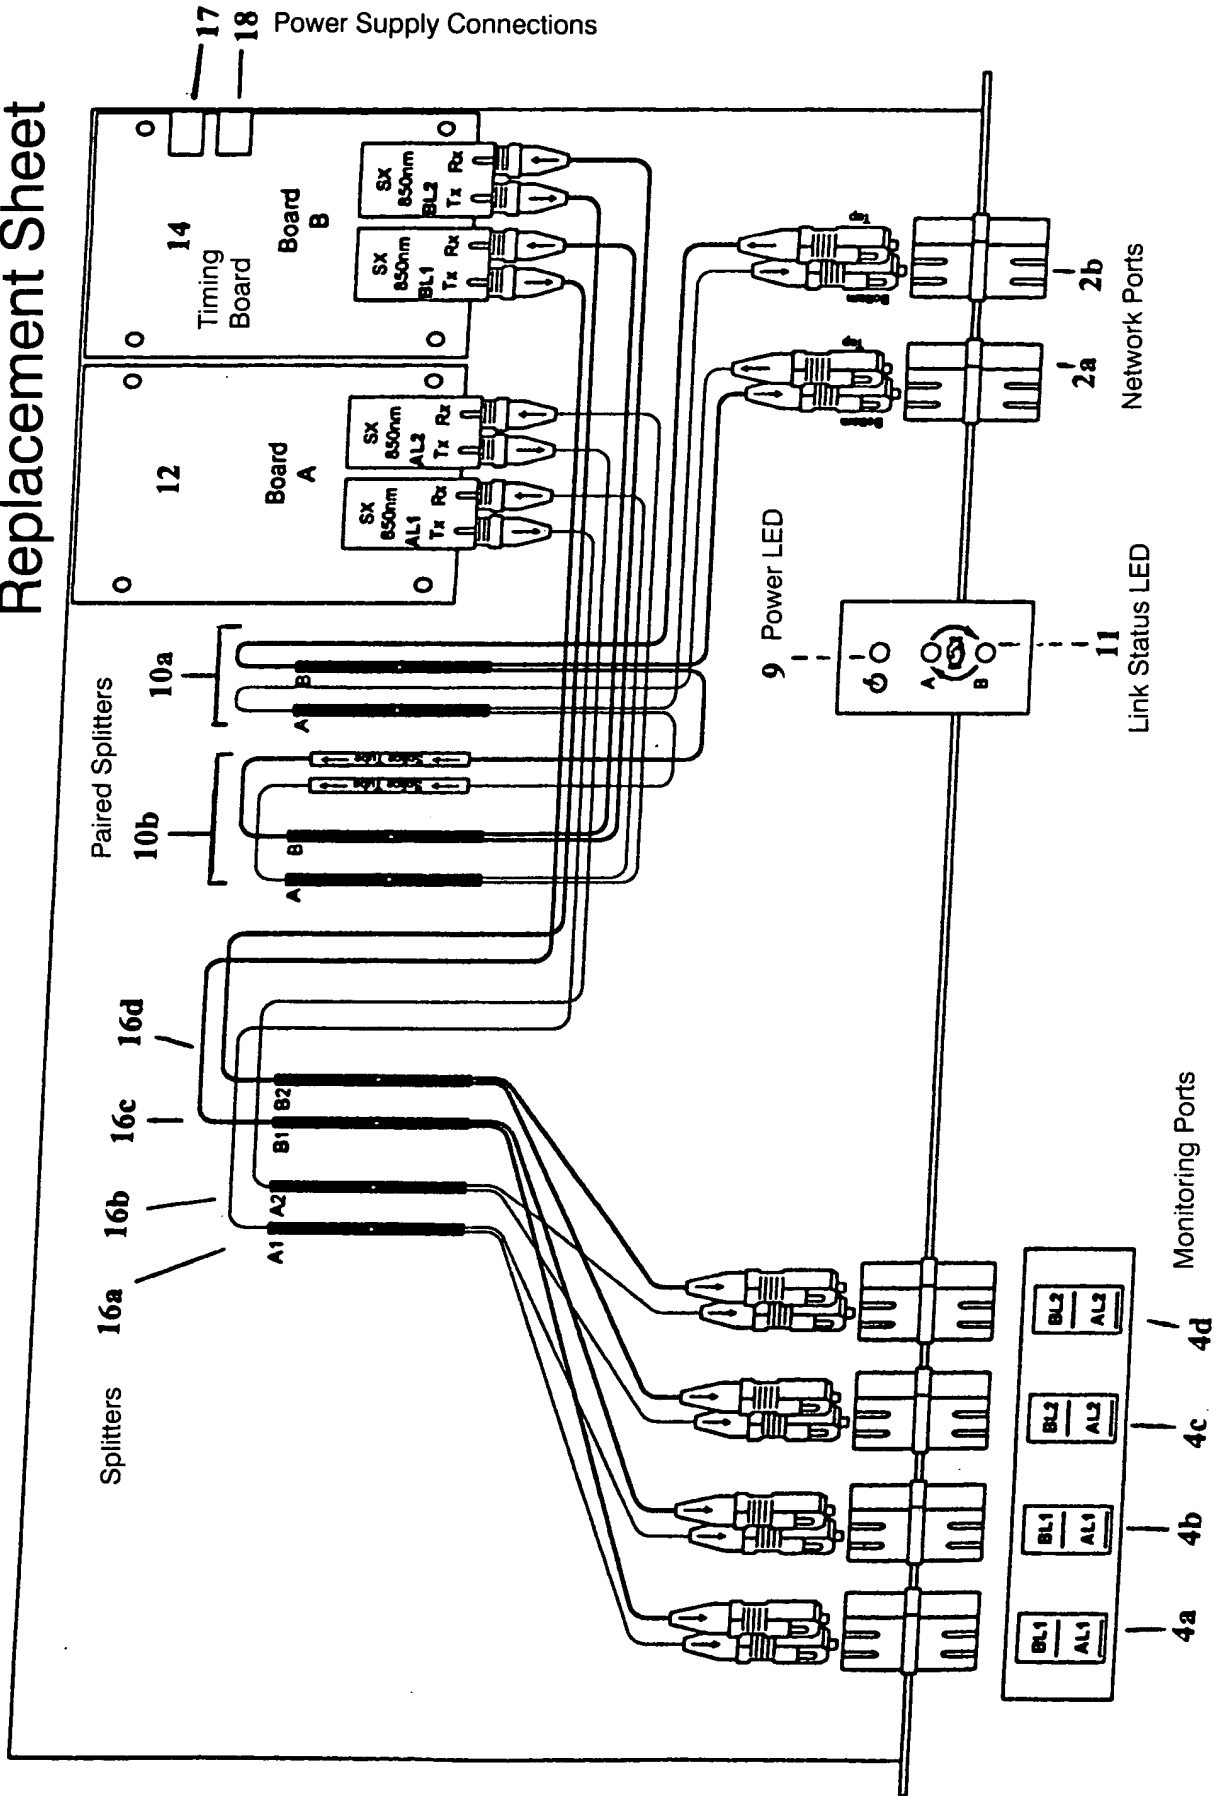 Replacement Sheet
17
18
Power Supply Connections
14
Timing
Board
Board
B
SX
850nm
BL2
Tx Rx
SX
850nm
BL1
Tx Rx
12
Board
A
SX
850nm
AL2
Tx Rx
SX
850nm
AL1
Tx Rx
Paired Splitters
10a
10b
B
A
B
A
Splitters
16a
16b
16c
16d
A1
A2
B1
B2
Top
Top
2a
2b
Network Ports
9
Power LED
A
B
11
Link Status LED
Monitoring Ports
BL1
AL1
BL1
AL1
BL2
AL2
BL2
AL2
4a
4b
4c
4d